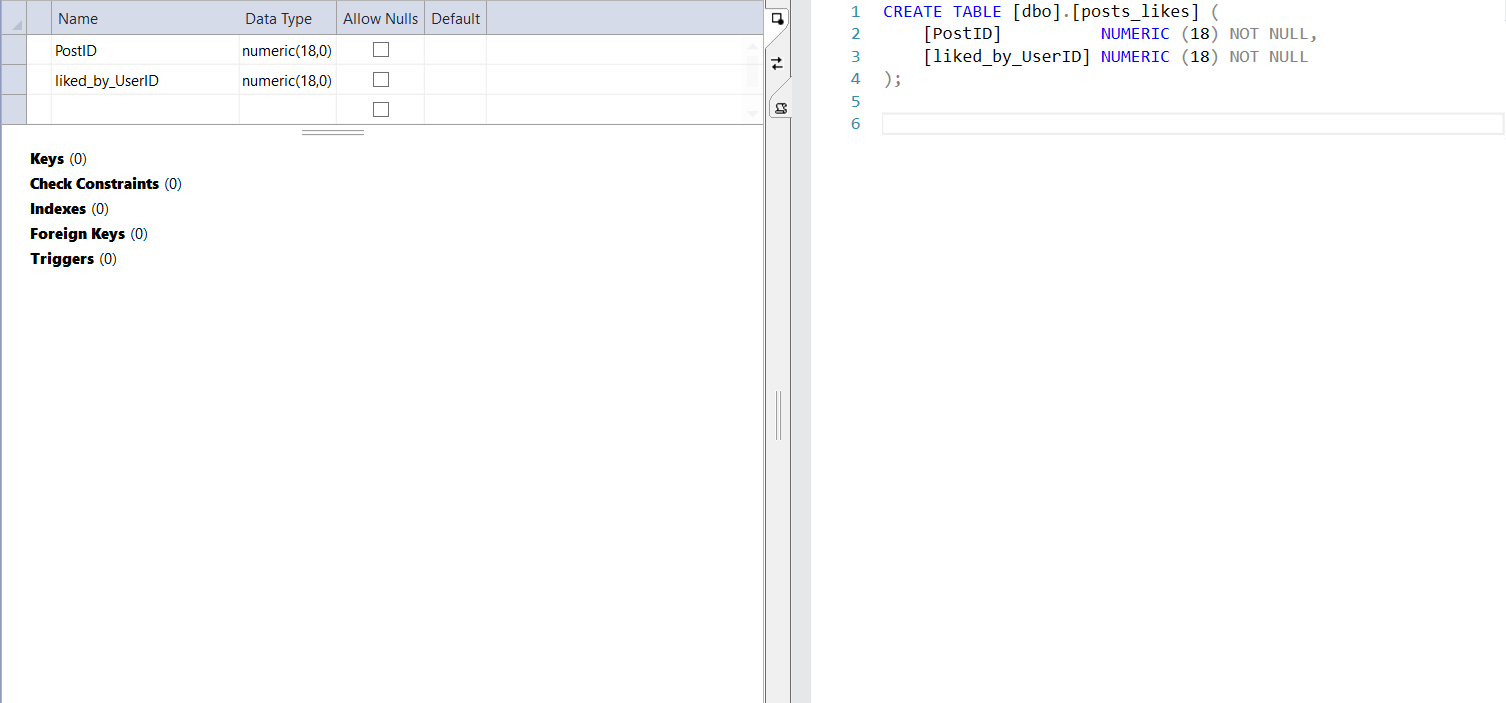 Name Data Type Allow Nulls Default
PostID numeric(18,0)
liked_by_UserID numeric(18,0)
Keys (0)
Check Constraints (0)
Indexes (0)
Foreign Keys (0)
Triggers (0)
1 CREATE TABLE [dbo].[posts_likes] (
2     [PostID]          NUMERIC (18) NOT NULL,
3     [liked_by_UserID] NUMERIC (18) NOT NULL
4 );
5
6